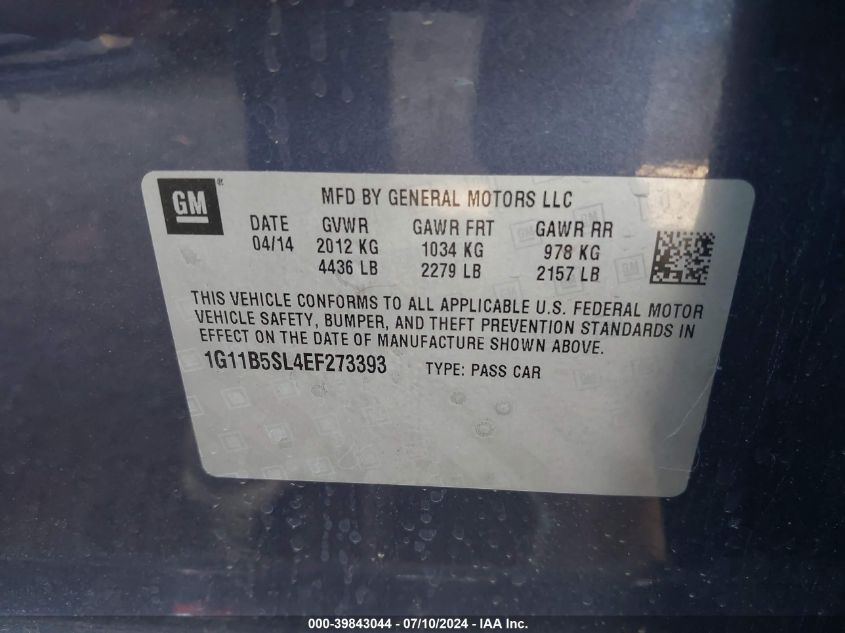 GM ®
MFD BY GENERAL MOTORS LLC
DATE GVWR GAWR FRT GAWR RR
04/14 2012 KG 1034 KG 978 KG
4436 LB 2279 LB 2157 LB
THIS VEHICLE CONFORMS TO ALL APPLICABLE U.S. FEDERAL MOTOR
VEHICLE SAFETY, BUMPER, AND THEFT PREVENTION STANDARDS IN
EFFECT ON THE DATE OF MANUFACTURE SHOWN ABOVE.
1G11B5SL4EF273393 TYPE: PASS CAR
000-39843044 - 07/10/2024 - IAA Inc.